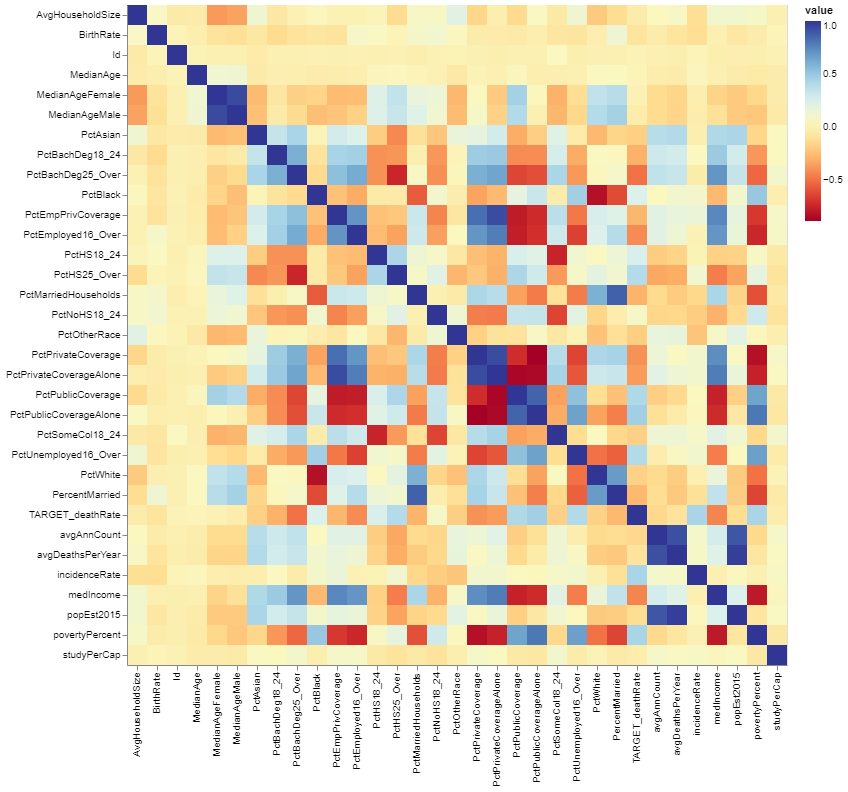 AvgHouseholdSize
BirthRate
Id
MedianAge
MedianAgeFemale
MedianAgeMale
PctAsian
PctBachDeg18_24
PctBachDeg25_Over
PctBlack
PctEmpPrivCoverage
PctEmployed16_Over
PctHS18_24
PctHS25_Over
PctMarriedHouseholds
PctNoHS18_24
PctOtherRace
PctPrivateCoverage
PctPrivateCoverageAlone
PctPublicCoverage
PctPublicCoverageAlone
PctSomeCol18_24
PctUnemployed16_Over
PctWhite
PercentMarried
TARGET_deathRate
avgAnnCount
avgDeathsPerYear
incidenceRate
medIncome
popEst2015
povertyPercent
studyPerCap
AvgHouseholdSize
BirthRate
Id
MedianAge
MedianAgeFemale
MedianAgeMale
PctAsian
PctBachDeg18_24
PctBachDeg25_Over
PctBlack
PctEmpPrivCoverage
PctEmployed16_Over
PctHS18_24
PctHS25_Over
PctMarriedHouseholds
PctNoHS18_24
PctOtherRace
PctPrivateCoverage
PctPrivateCoverageAlone
PctPublicCoverage
PctPublicCoverageAlone
PctSomeCol18_24
PctUnemployed16_Over
PctWhite
PercentMarried
TARGET_deathRate
avgAnnCount
avgDeathsPerYear
incidenceRate
medIncome
popEst2015
povertyPercent
studyPerCap
value
1.0
0.5
0.0
−0.5